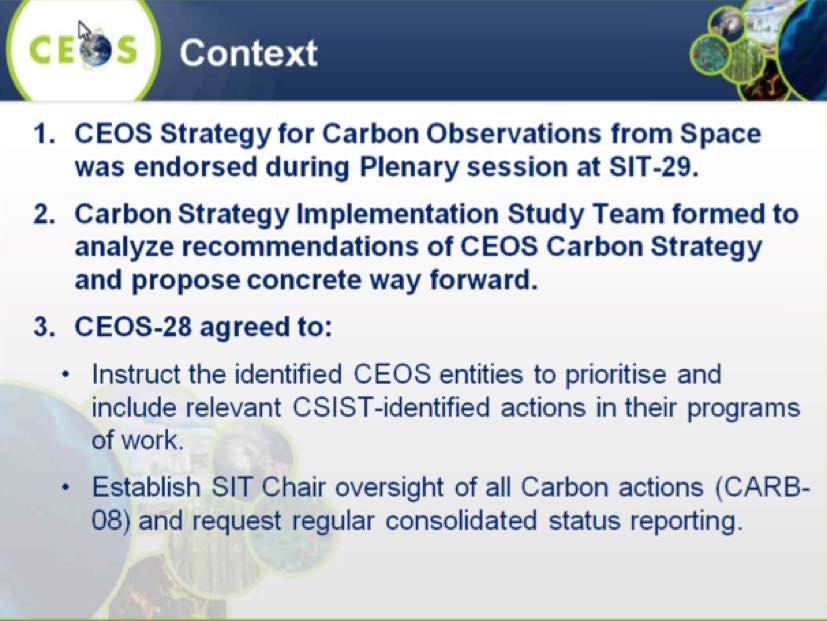 CEOS
Context
1. CEOS Strategy for Carbon Observations from Space
was endorsed during Plenary session at SIT-29.
2. Carbon Strategy Implementation Study Team formed to
analyze recommendations of CEOS Carbon Strategy
and propose concrete way forward.
3. CEOS-28 agreed to:
• Instruct the identified CEOS entities to prioritise and
include relevant CSIST-identified actions in their programs
of work.
• Establish SIT Chair oversight of all Carbon actions (CARB-
08) and request regular consolidated status reporting.